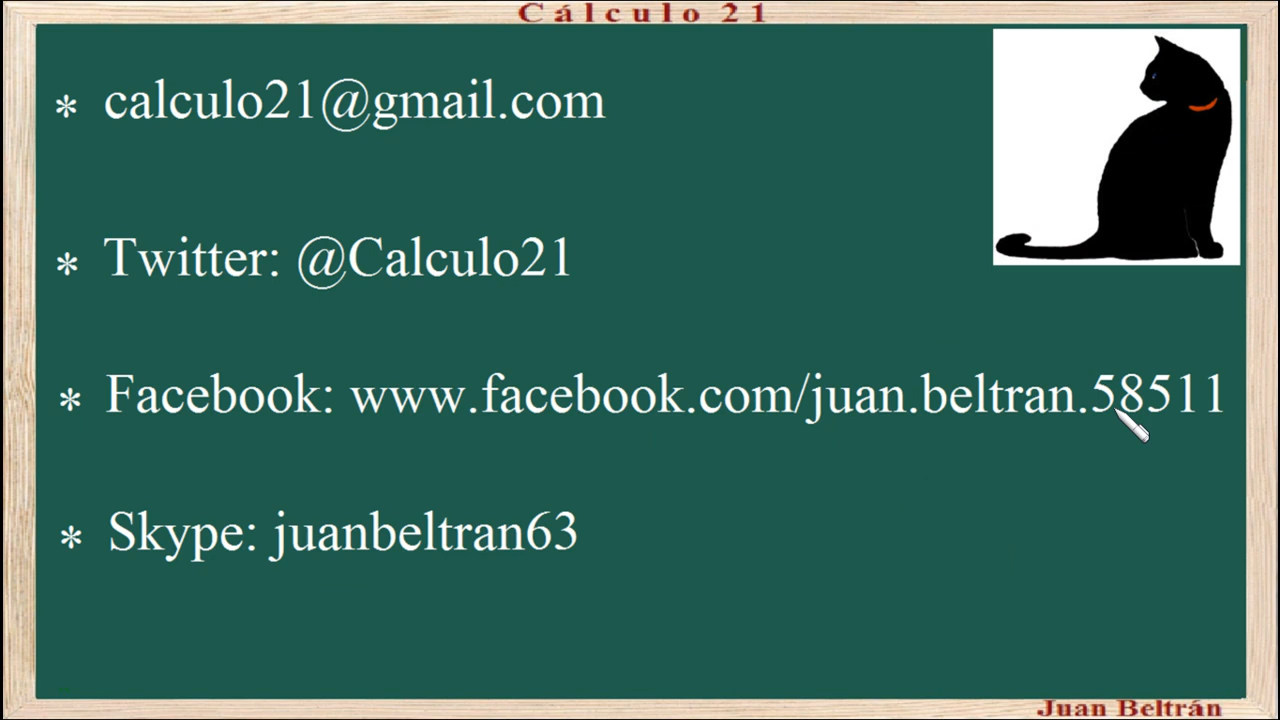 Cálculo 21
* calculo21@gmail.com
* Twitter: @Calculo21
* Facebook: www.facebook.com/juan.beltran.58511
* Skype: juanbeltran63
Juan Beltrán